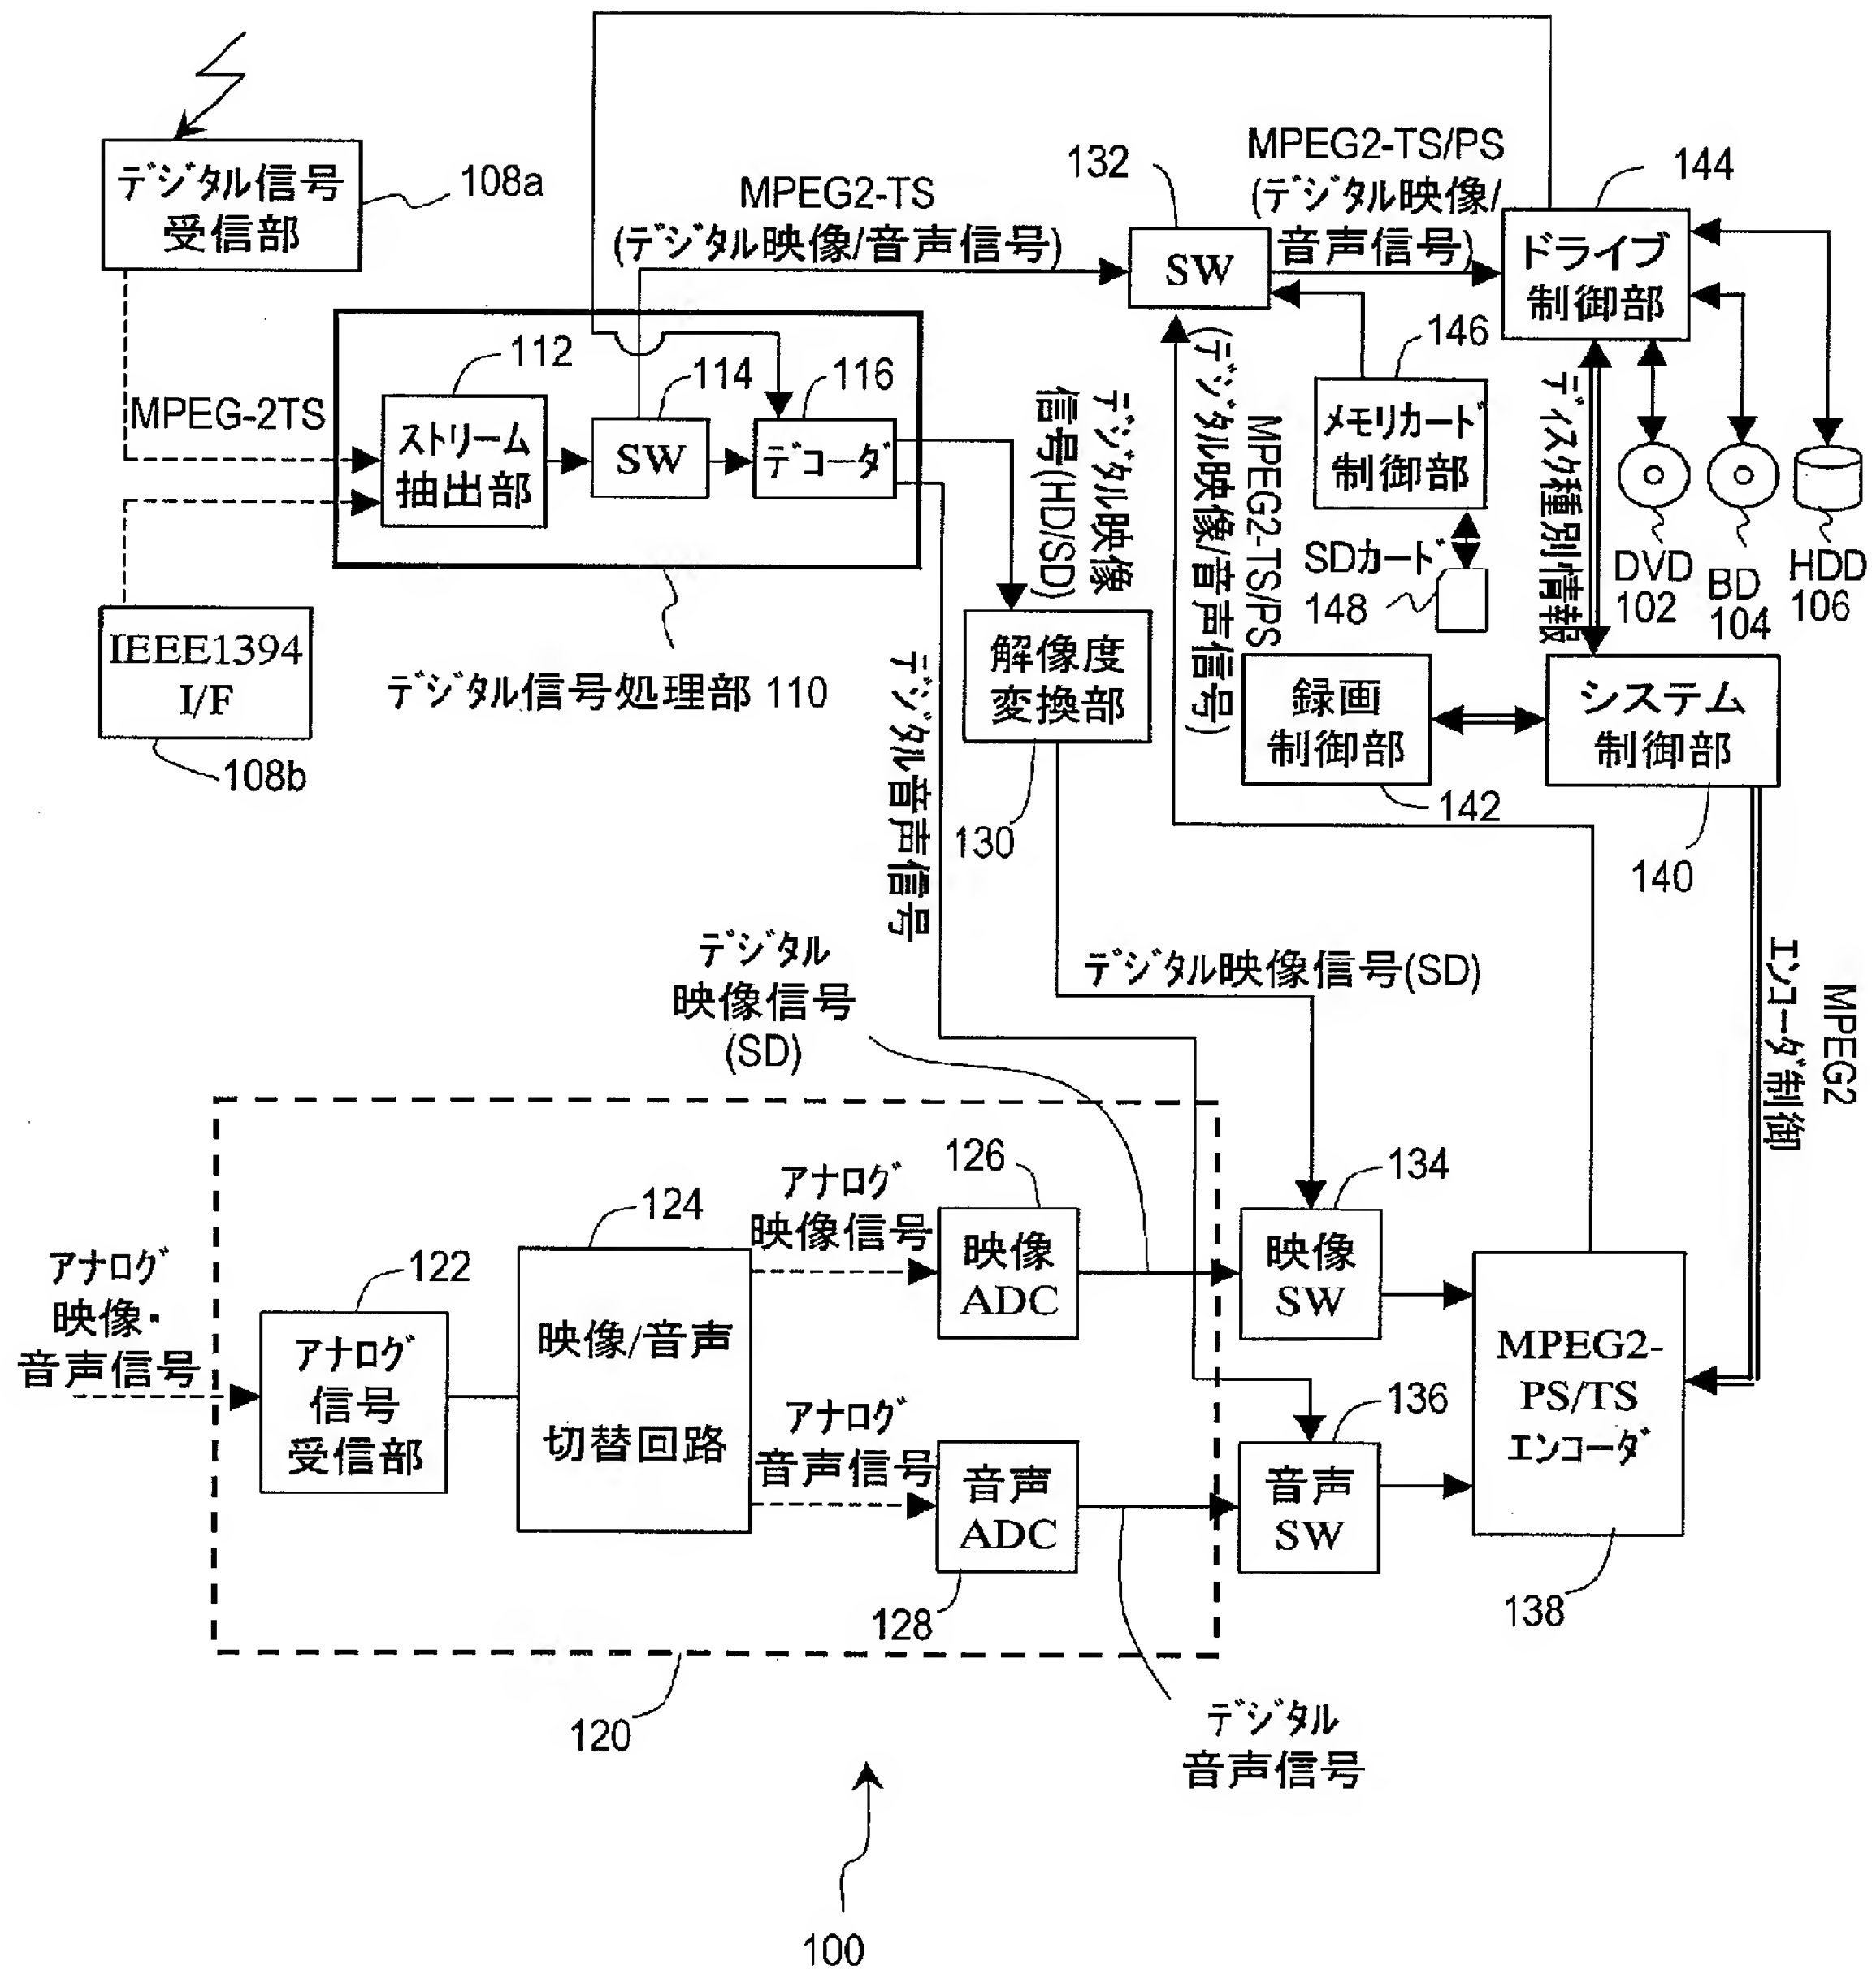 デジタル信号
受信部
108a
MPEG-2TS
IEEE1394
I/F
108b
112
ストリーム
抽出部
114
SW
116
デコーダ
デジタル信号処理部 110
MPEG2-TS
(デジタル映像/音声信号)
132
SW
MPEG2-TS/PS
(デジタル映像/
音声信号)
144
ドライブ
制御部
146
メモリカード
制御部
SDカード
148
DVD
102
BD
104
HDD
106
ディスク種別情報
デジタル映像
信号(HD/SD)
MPEG2-TS/PS
(デジタル映像/音声信号)
解像度
変換部
130
録画
制御部
142
システム
制御部
140
デジタル音声信号
デジタル映像信号(SD)
MPEG2
エンコーダ制御
デジタル
映像信号
(SD)
アナログ
映像・
音声信号
122
アナログ
信号
受信部
124
映像/音声
切替回路
アナログ
映像信号
126
映像
ADC
アナログ
音声信号
音声
ADC
128
134
映像
SW
136
音声
SW
MPEG2-
PS/TS
エンコーダ
138
120
デジタル
音声信号
100